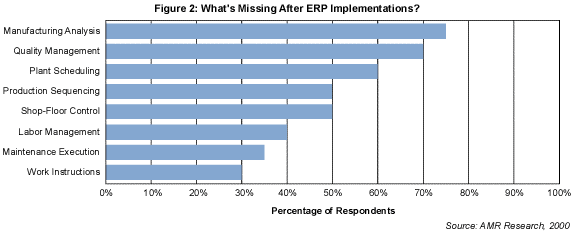 Figure 2: What's Missing After ERP Implementations?
Manufacturing Analysis
Quality Management
Plant Scheduling
Production Sequencing
Shop-Floor Control
Labor Management
Maintenance Execution
Work Instructions
0% 10% 20% 30% 40% 50% 60% 70% 80% 90% 100%
Percentage of Respondents
Source: AMR Research, 2000